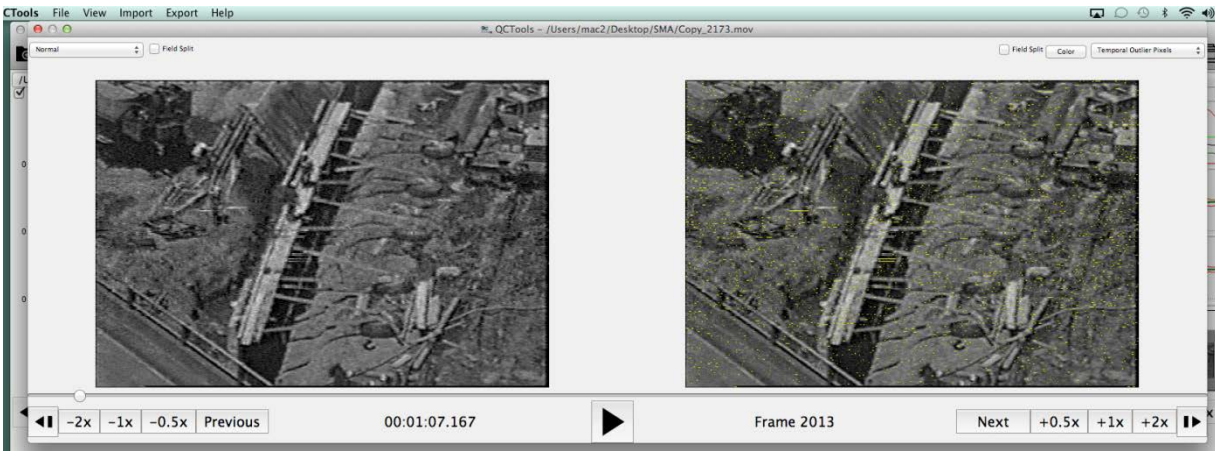 CTools File View Import Export Help
QCTools - /Users/mac2/Desktop/SMA/Copy_2173.mov
Normal Field Split Field Split Color Temporal Outlier Pixels
-2x -1x -0.5x Previous 00:01:07.167 Frame 2013 Next +0.5x +1x +2x